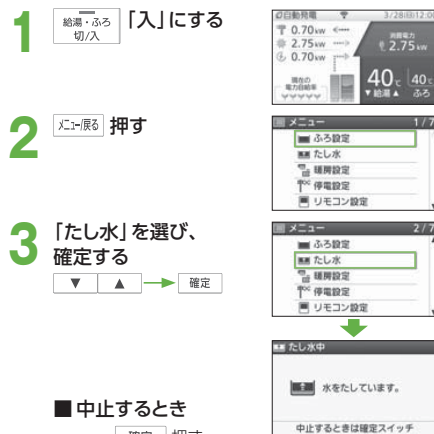 1
給湯・ふろ
切/入
「入」にする
自動発電
3/28(日)12:00
0.70kw
2.75kw
0.70kw
消費電力
2.75kw
現在の
電力自給率
40℃
▼給湯▲
40℃
ふろ
2
メニュー/戻る 押す
メニュー 1/7
ふろ設定
たし水
暖房設定
停電設定
リモコン設定
3
「たし水」を選び、
確定する
▼ ▲ 確定
メニュー 2/7
ふろ設定
たし水
暖房設定
停電設定
リモコン設定
たし水中
水をたしています。
中止するときは確定スイッチ
■中止するとき